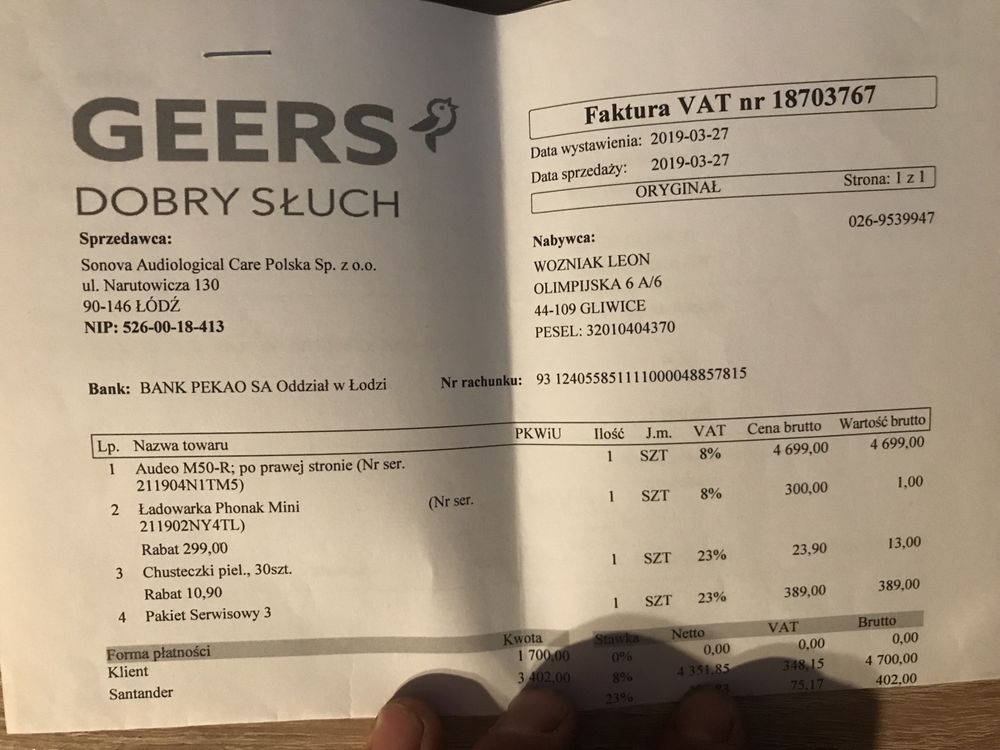 GEERS
DOBRY SŁUCH
Faktura VAT nr 18703767
Data wystawienia: 2019-03-27
Data sprzedaży: 2019-03-27
ORYGINAŁ Strona: 1 z 1
026-9539947
Sprzedawca:
Sonova Audiological Care Polska Sp. z o.o.
ul. Narutowicza 130
90-146 ŁÓDŹ
NIP: 526-00-18-413
Nabywca:
WOZNIAK LEON
OLIMPIJSKA 6 A/6
44-109 GLIWICE
PESEL: 32010404370
Bank: BANK PEKAO SA Oddział w Łodzi Nr rachunku: 93 124055851111000048857815
Lp. Nazwa towaru PKWiU Ilość J.m. VAT Cena brutto Wartość brutto
1 Audeo M50-R; po prawej stronie (Nr ser. 1 SZT 8% 4 699,00 4 699,00
211904N1TM5)
2 Ładowarka Phonak Mini (Nr ser. 1 SZT 8% 300,00 1,00
211902NY4TL)
Rabat 299,00
3 Chusteczki piel., 30szt. 1 SZT 23% 23,90 13,00
Rabat 10,90
4 Pakiet Serwisowy 3 1 SZT 23% 389,00 389,00
Forma płatności Kwota Stawka Netto VAT Brutto
Klient 1 700,00 0% 0,00 0,00 0,00
Santander 3 402,00 8% 4 351,85 348,15 4 700,00
23% 75,17 402,00